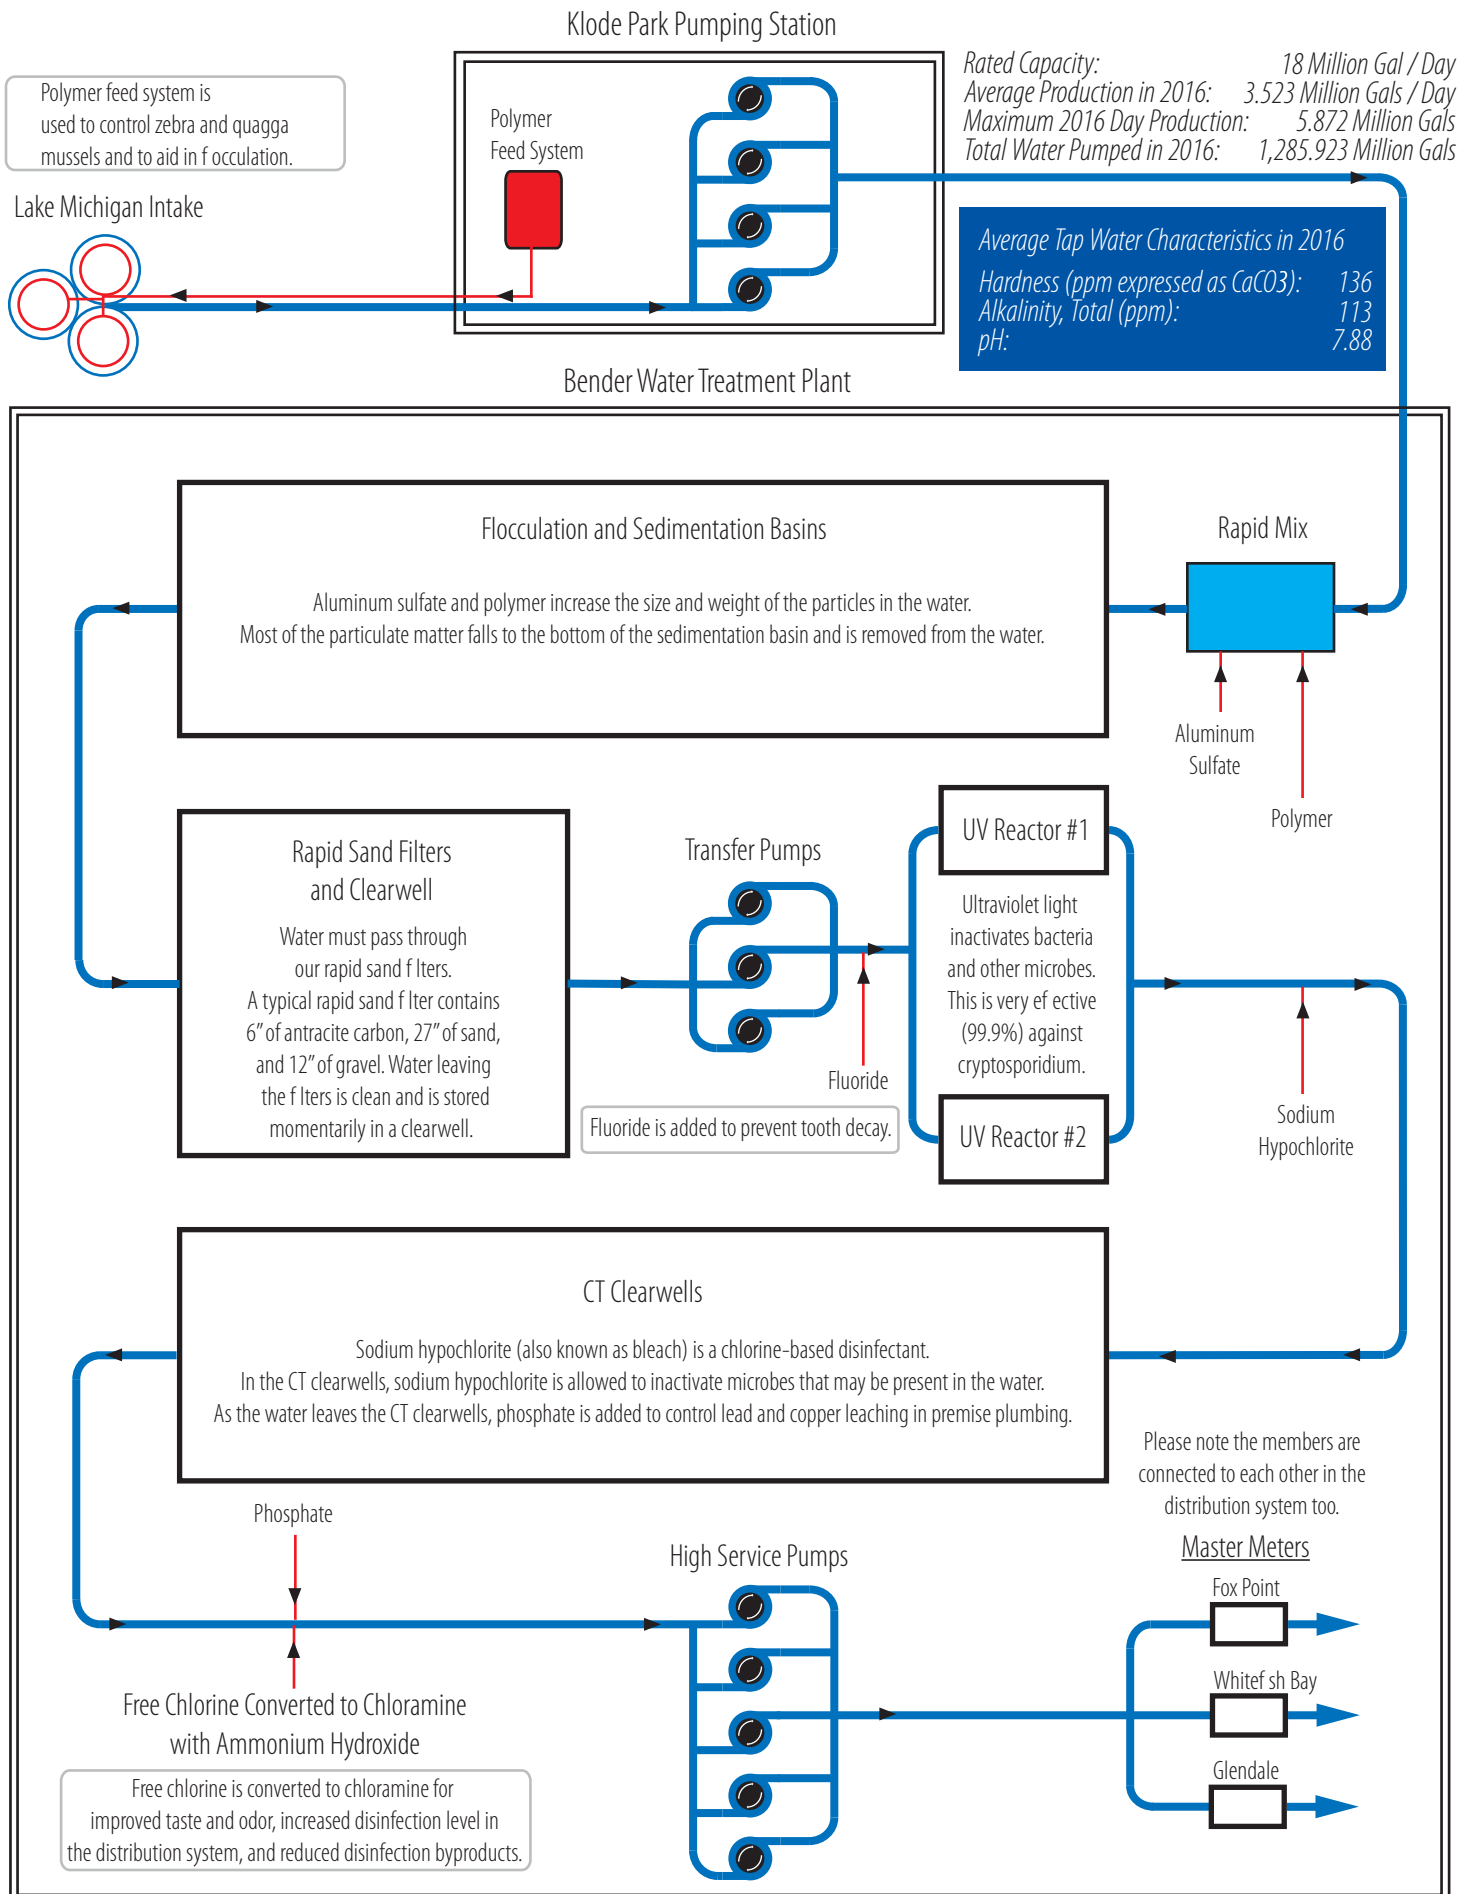 Klode Park Pumping Station
Polymer feed system is
used to control zebra and quagga
mussels and to aid in f occulation.
Polymer
Feed System
Rated Capacity: 18 Million Gal / Day
Average Production in 2016: 3.523 Million Gals / Day
Maximum 2016 Day Production: 5.872 Million Gals
Total Water Pumped in 2016: 1,285.923 Million Gals
Lake Michigan Intake
Average Tap Water Characteristics in 2016
Hardness (ppm expressed as CaCO3): 136
Alkalinity, Total (ppm): 113
pH: 7.88
Bender Water Treatment Plant
Flocculation and Sedimentation Basins
Aluminum sulfate and polymer increase the size and weight of the particles in the water.
Most of the particulate matter falls to the bottom of the sedimentation basin and is removed from the water.
Rapid Mix
Aluminum
Sulfate
Polymer
Rapid Sand Filters
and Clearwell
Water must pass through
our rapid sand f lters.
A typical rapid sand f lter contains
6" of antracite carbon, 27" of sand,
and 12" of gravel. Water leaving
the f lters is clean and is stored
momentarily in a clearwell.
Transfer Pumps
Fluoride
Fluoride is added to prevent tooth decay.
UV Reactor #1
Ultraviolet light
inactivates bacteria
and other microbes.
This is very ef ective
(99.9%) against
cryptosporidium.
UV Reactor #2
Sodium
Hypochlorite
CT Clearwells
Sodium hypochlorite (also known as bleach) is a chlorine-based disinfectant.
In the CT clearwells, sodium hypochlorite is allowed to inactivate microbes that may be present in the water.
As the water leaves the CT clearwells, phosphate is added to control lead and copper leaching in premise plumbing.
Phosphate
Free Chlorine Converted to Chloramine
with Ammonium Hydroxide
Free chlorine is converted to chloramine for
improved taste and odor, increased disinfection level in
the distribution system, and reduced disinfection byproducts.
High Service Pumps
Please note the members are
connected to each other in the
distribution system too.
Master Meters
Fox Point
Whitef sh Bay
Glendale